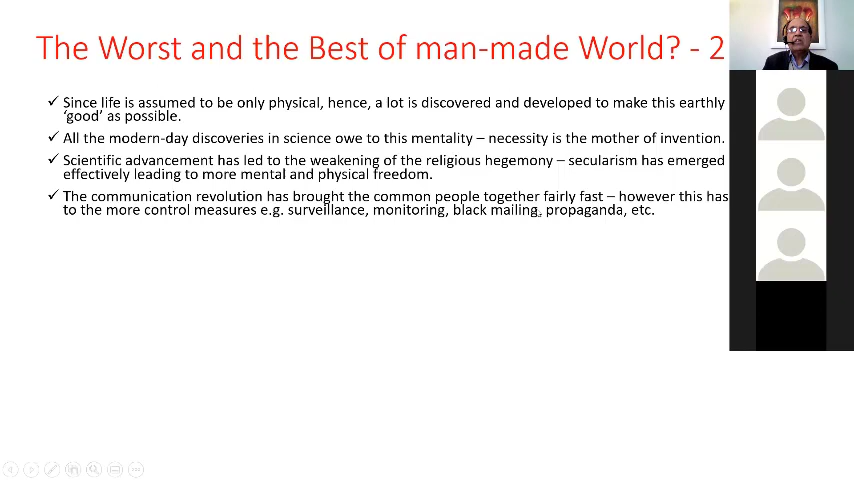 The Worst and the Best of man-made World? - 2
✓ Since life is assumed to be only physical, hence, a lot is discovered and developed to make this earthly
‘good’ as possible.
✓ All the modern-day discoveries in science owe to this mentality – necessity is the mother of invention.
✓ Scientific advancement has led to the weakening of the religious hegemony – secularism has emerged
effectively leading to more mental and physical freedom.
✓ The communication revolution has brought the common people together fairly fast – however this has
to the more control measures e.g. surveillance, monitoring, black mailing, propaganda, etc.